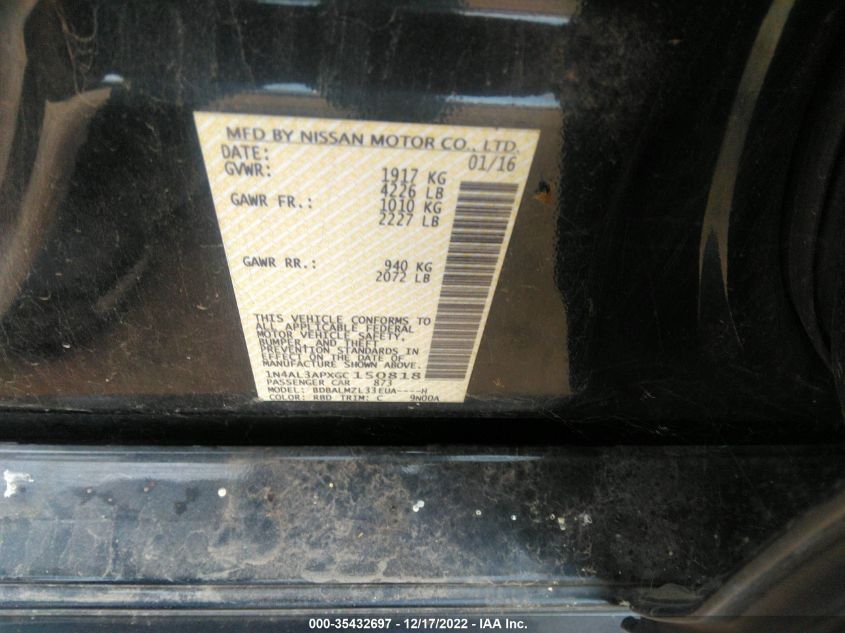 MFD BY NISSAN MOTOR CO., LTD.
DATE: 01/16
GVWR: 1917 KG
4226 LB
GAWR FR.: 1010 KG
2227 LB
GAWR RR.: 940 KG
2072 LB
THIS VEHICLE CONFORMS TO
ALL APPLICABLE FEDERAL
MOTOR VEHICLE SAFETY,
BUMPER, AND THEFT
PREVENTION STANDARDS IN
EFFECT ON THE DATE OF
MANUFACTURE SHOWN ABOVE.
1N4AL3APXGC150818
PASSENGER CAR 873
MODEL: BDBALMZL33EUA----H
COLOR: RBD TRIM: C 9N00A
000-35432697 - 12/17/2022 - IAA Inc.